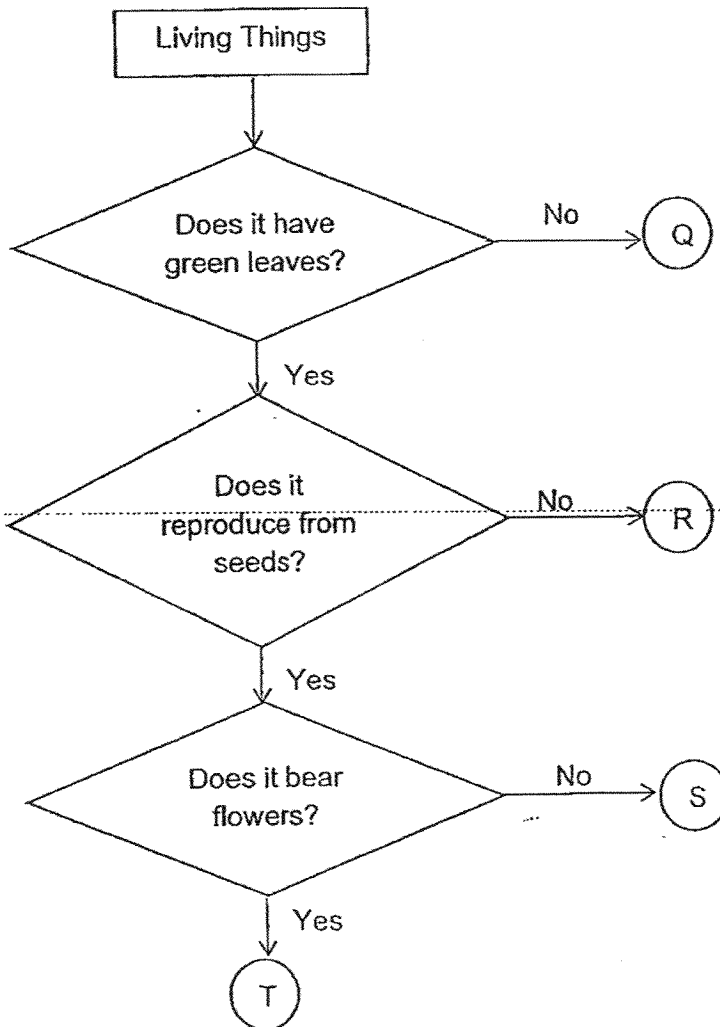 Living Things
Does it have
green leaves?
No
Q
Yes
Does it
reproduce from
seeds?
No
R
Yes
Does it bear
flowers?
No
S
Yes
T